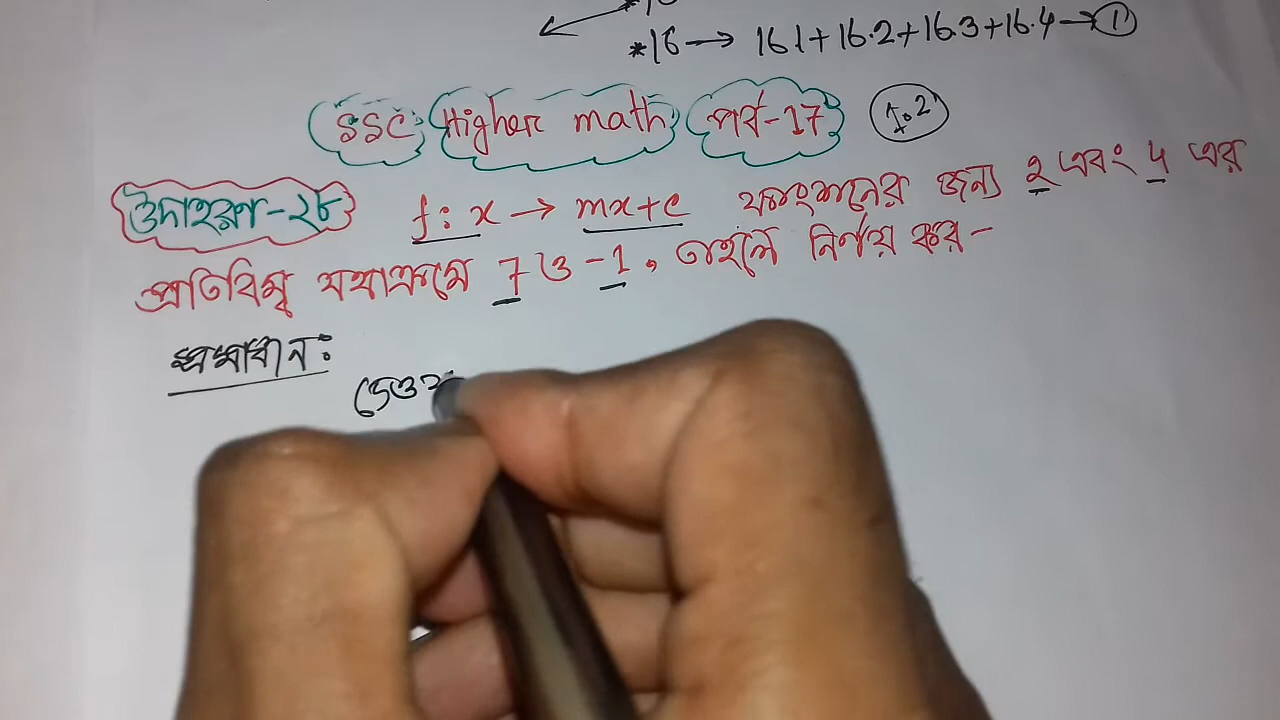 *16 → 16.1+16.2+16.3+16.4 → ①
SSC Higher math পর্ব-17 1.2
উদাহরণ-২৮ f: x → mx+c ফাংশনের জন্য 2 এবং 4 এর
প্রতিবিম্ব যথাক্রমে 7 ও -1, তাহলে নির্ণয় কর-
সমাধান:
দেওয়